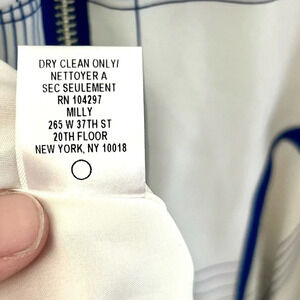 DRY CLEAN ONLY/
NETTOYER A
SEC SEULEMENT
RN 104297
MILLY
265 W 37TH ST
20TH FLOOR
NEW YORK, NY 10018